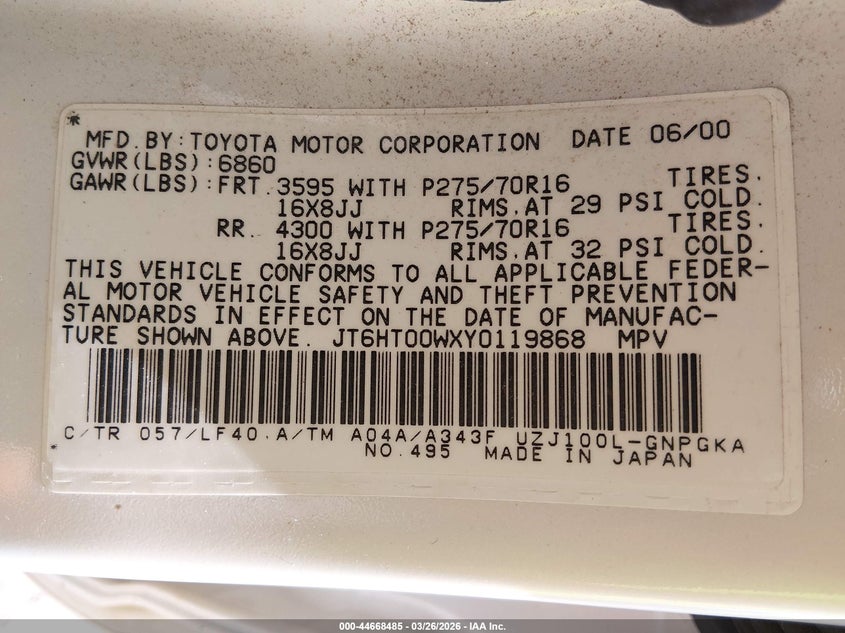 MFD. BY: TOYOTA MOTOR CORPORATION DATE 06/00
GVWR(LBS):6860
GAWR(LBS):FRT. 3595 WITH P275/70R16 TIRES.
16X8JJ RIMS.AT 29 PSI COLD.
RR. 4300 WITH P275/70R16 TIRES.
16X8JJ RIMS.AT 32 PSI COLD.
THIS VEHICLE CONFORMS TO ALL APPLICABLE FEDER-
AL MOTOR VEHICLE SAFETY AND THEFT PREVENTION
STANDARDS IN EFFECT ON THE DATE OF MANUFAC-
TURE SHOWN ABOVE. JT6HT00WXY0119868 MPV
C/TR 057/LF40.A/TM A04A/A343F UZJ100L-GNPGKA
NO.495 MADE IN JAPAN
000-44668485 - 03/26/2026 - IAA Inc.